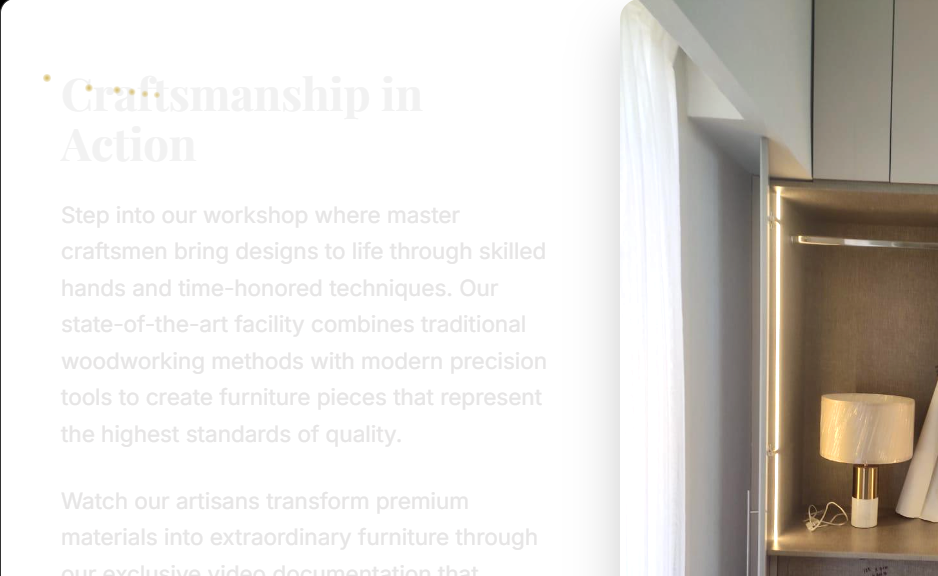 Craftsmanship in
Action
Step into our workshop where master
craftsmen bring designs to life through skilled
hands and time-honored techniques. Our
state-of-the-art facility combines traditional
woodworking methods with modern precision
tools to create furniture pieces that represent
the highest standards of quality.
Watch our artisans transform premium
materials into extraordinary furniture through
our exclusive video documentation that